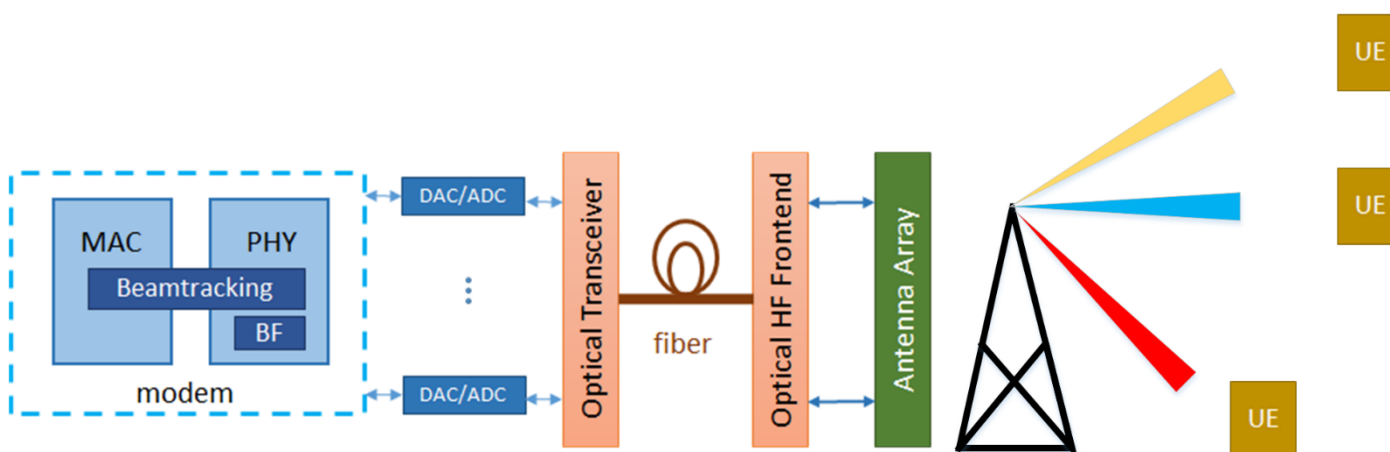 MAC
PHY
Beamtracking
BF
modem
DAC/ADC
DAC/ADC
Optical Transceiver
fiber
Optical HF Frontend
Antenna Array
UE
UE
UE